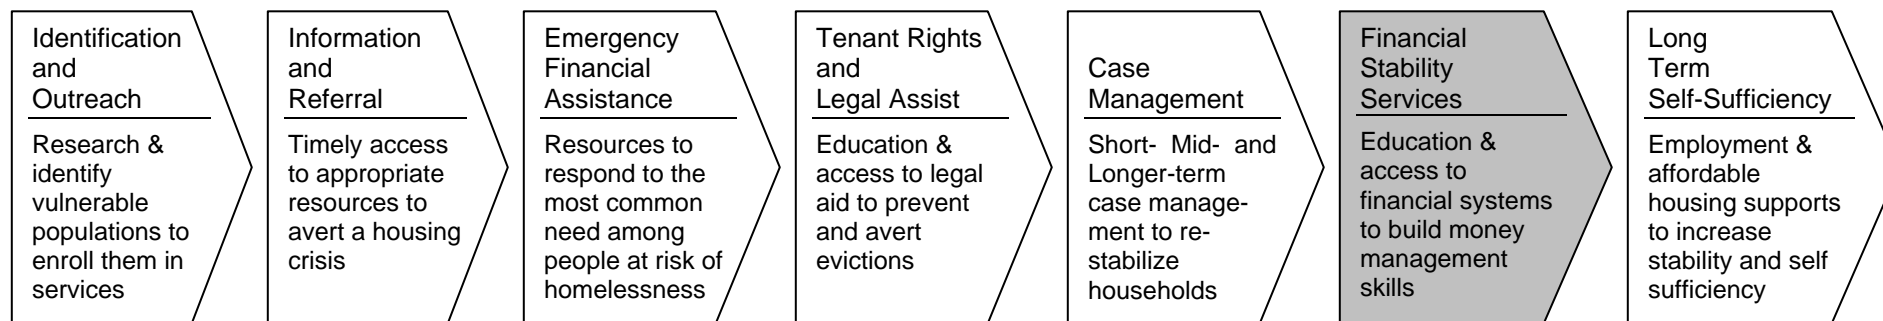 Identification
and
Outreach
Research &
identify
vulnerable
populations to
enroll them in
services
Information
and
Referral
Timely access
to appropriate
resources to
avert a housing
crisis
Emergency
Financial
Assistance
Resources to
respond to the
most common
need among
people at risk of
homelessness
Tenant Rights
and
Legal Assist
Education &
access to legal
aid to prevent
and avert
evictions
Case
Management
Short- Mid- and
Longer-term
case manage-
ment to re-
stabilize
households
Financial
Stability
Services
Education &
access to
financial systems
to build money
management
skills
Long
Term
Self-Sufficiency
Employment &
affordable
housing supports
to increase
stability and self
sufficiency